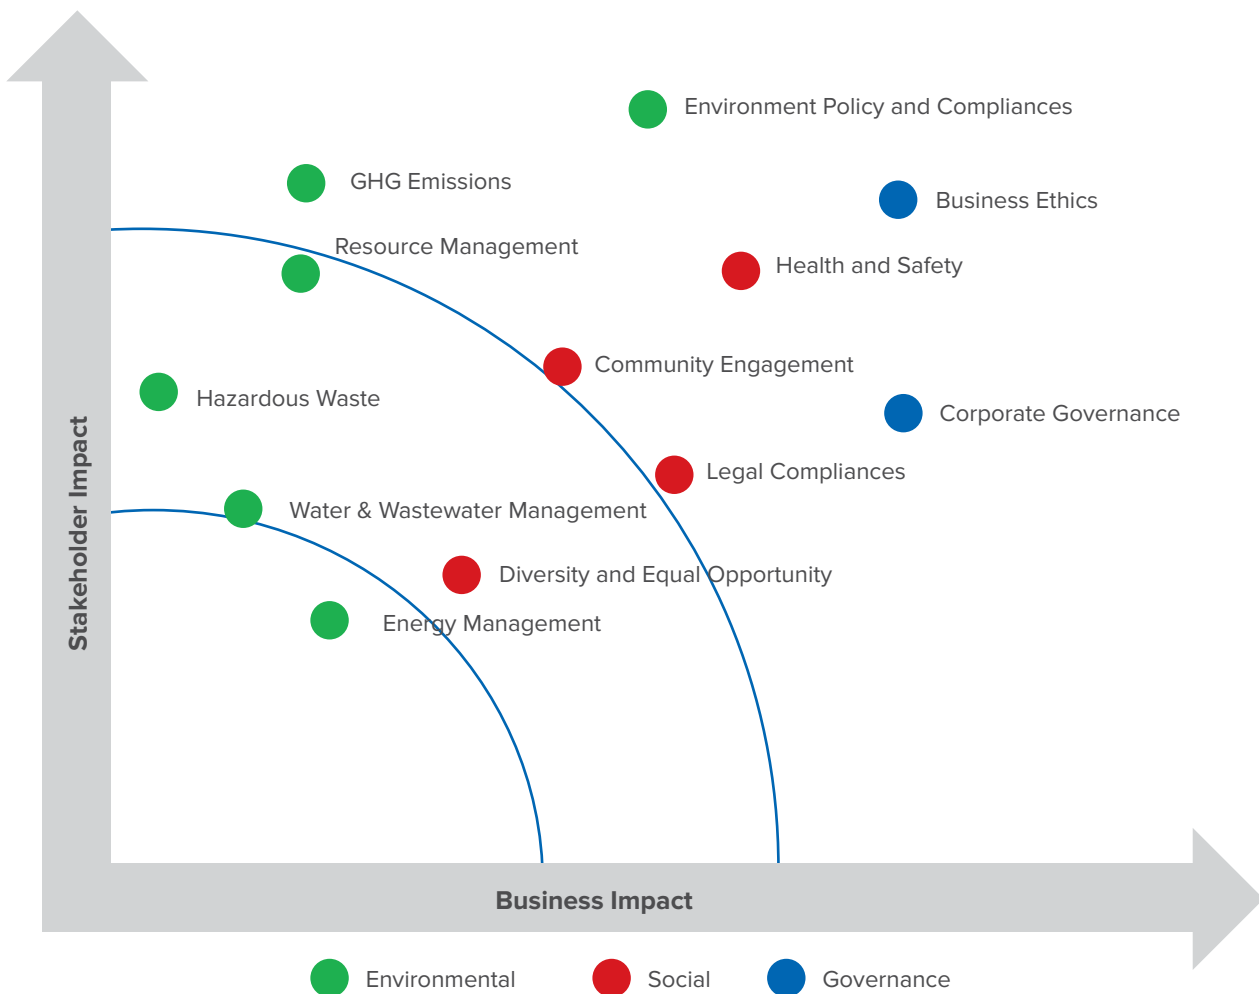 Environment Policy and Compliances
GHG Emissions
Business Ethics
Resource Management
Health and Safety
Community Engagement
Hazardous Waste
Corporate Governance
Legal Compliances
Water & Wastewater Management
Diversity and Equal Opportunity
Energy Management
Stakeholder Impact
Business Impact
Environmental
Social
Governance